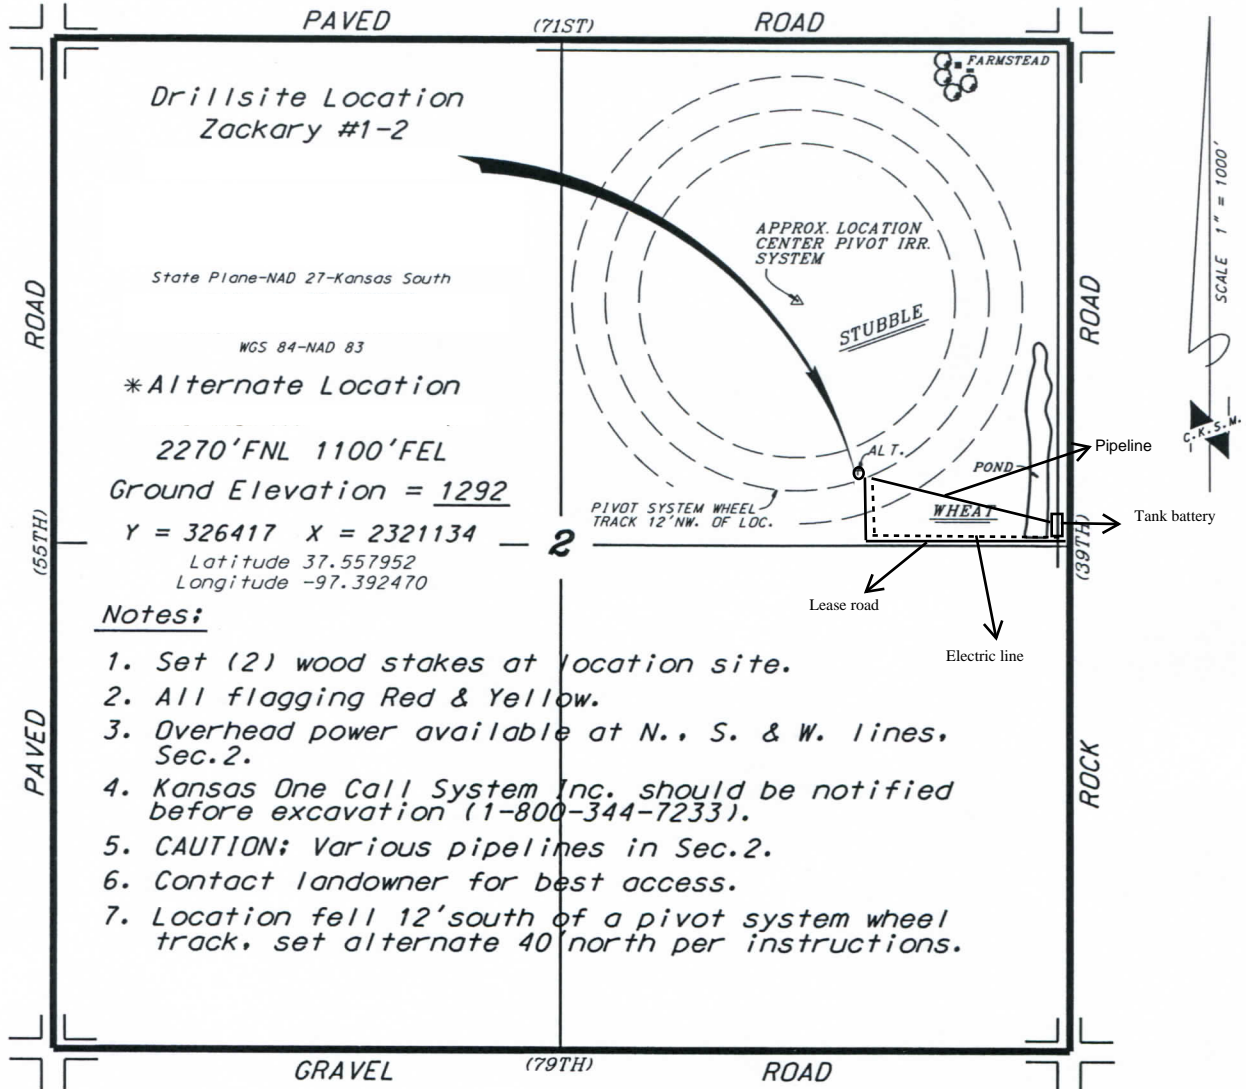 PAVED (71ST) ROAD
FARMSTEAD
Drillsite Location
Zackary #1-2
SCALE 1" = 1000'
APPROX. LOCATION
CENTER PIVOT IRR.
SYSTEM
State Plane-NAD 27-Kansas South
ROAD
ROAD
STUBBLE
WGS 84-NAD 83
*Alternate Location
C.K.S.M.
2270'FNL 1100'FEL
ALT.
Pipeline
POND
Ground Elevation = 1292
PIVOT SYSTEM WHEEL
TRACK 12'NW. OF LOC.
WHEAT
Tank battery
Y = 326417 X = 2321134
2
(55TH)
(39TH)
Latitude 37.557952
Longitude -97.392470
Lease road
Electric line
Notes:
1. Set (2) wood stakes at location site.
2. All flagging Red & Yellow.
3. Overhead power available at N., S. & W. lines,
Sec.2.
4. Kansas One Call System Inc. should be notified
before excavation (1-800-344-7233).
5. CAUTION: Various pipelines in Sec.2.
6. Contact landowner for best access.
7. Location fell 12'south of a pivot system wheel
track, set alternate 40'north per instructions.
PAVED
ROCK
GRAVEL (79TH) ROAD